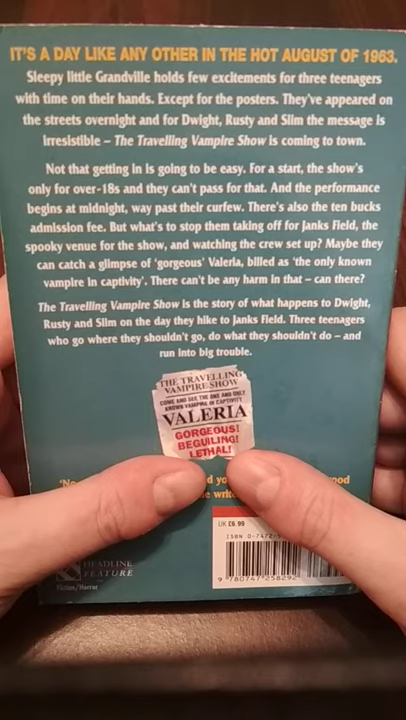 IT'S A DAY LIKE ANY OTHER IN THE HOT AUGUST OF 1963.
Sleepy little Grandville holds few excitements for three teenagers
with time on their hands. Except for the posters. They've appeared on
the streets overnight and for Dwight, Rusty and Slim the message is
irresistible – The Travelling Vampire Show is coming to town.
Not that getting in is going to be easy. For a start, the show's
only for over-18s and they can't pass for that. And the performance
begins at midnight, way past their curfew. There's also the ten bucks
admission fee. But what's to stop them taking off for Janks Field, the
spooky venue for the show, and watching the crew set up? Maybe they
can catch a glimpse of 'gorgeous' Valeria, billed as 'the only known
vampire in captivity'. There can't be any harm in that – can there?
The Travelling Vampire Show is the story of what happens to Dwight,
Rusty and Slim on the day they hike to Janks Field. Three teenagers
who go where they shouldn't go, do what they shouldn't do – and
run into big trouble.
THE TRAVELLING
VAMPIRE SHOW
COME AND SEE THE ONE AND ONLY
KNOWN VAMPIRE IN CAPTIVITY
VALERIA
GORGEOUS!
BEGUILING!
LETHAL!
UK £6.99
ISBN 0-7472-
9 780747 258292
HEADLINE
FEATURE
Fiction/Horror